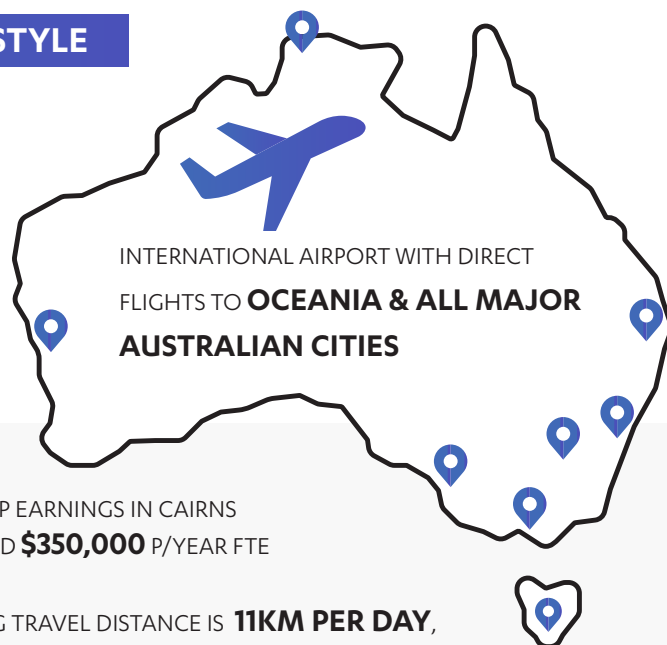 STYLE
INTERNATIONAL AIRPORT WITH DIRECT
FLIGHTS TO OCEANIA & ALL MAJOR
AUSTRALIAN CITIES
P EARNINGS IN CAIRNS
D $350,000 P/YEAR FTE
G TRAVEL DISTANCE IS 11KM PER DAY,